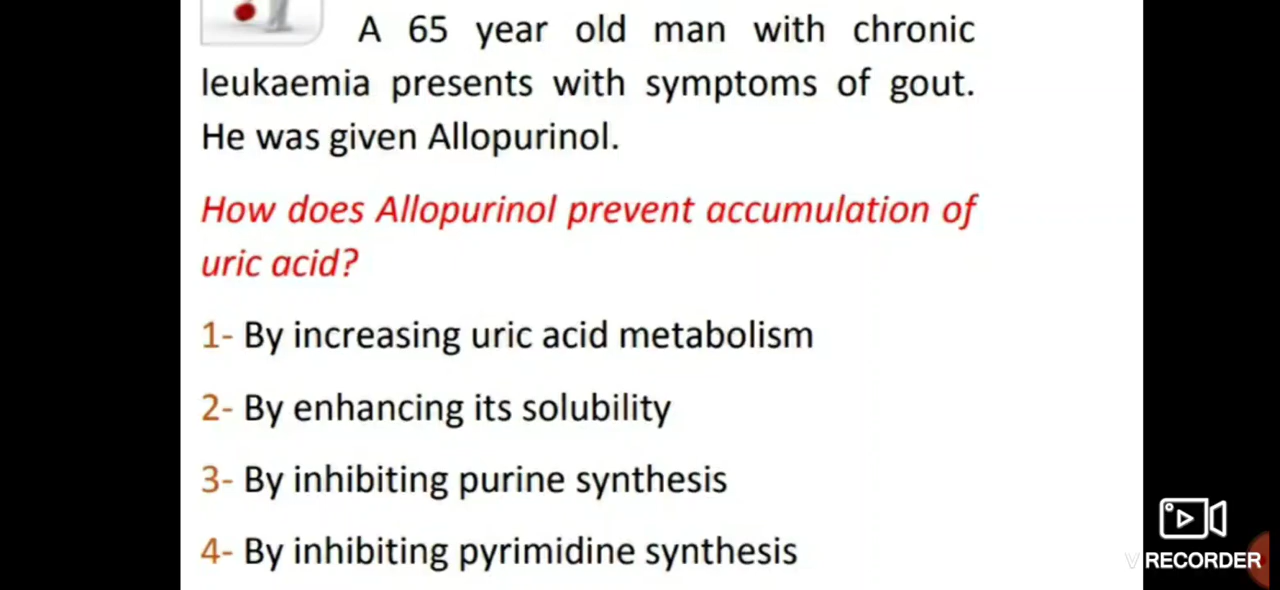 A 65 year old man with chronic
leukaemia presents with symptoms of gout.
He was given Allopurinol.
How does Allopurinol prevent accumulation of
uric acid?
1- By increasing uric acid metabolism
2- By enhancing its solubility
3- By inhibiting purine synthesis
4- By inhibiting pyrimidine synthesis
V RECORDER